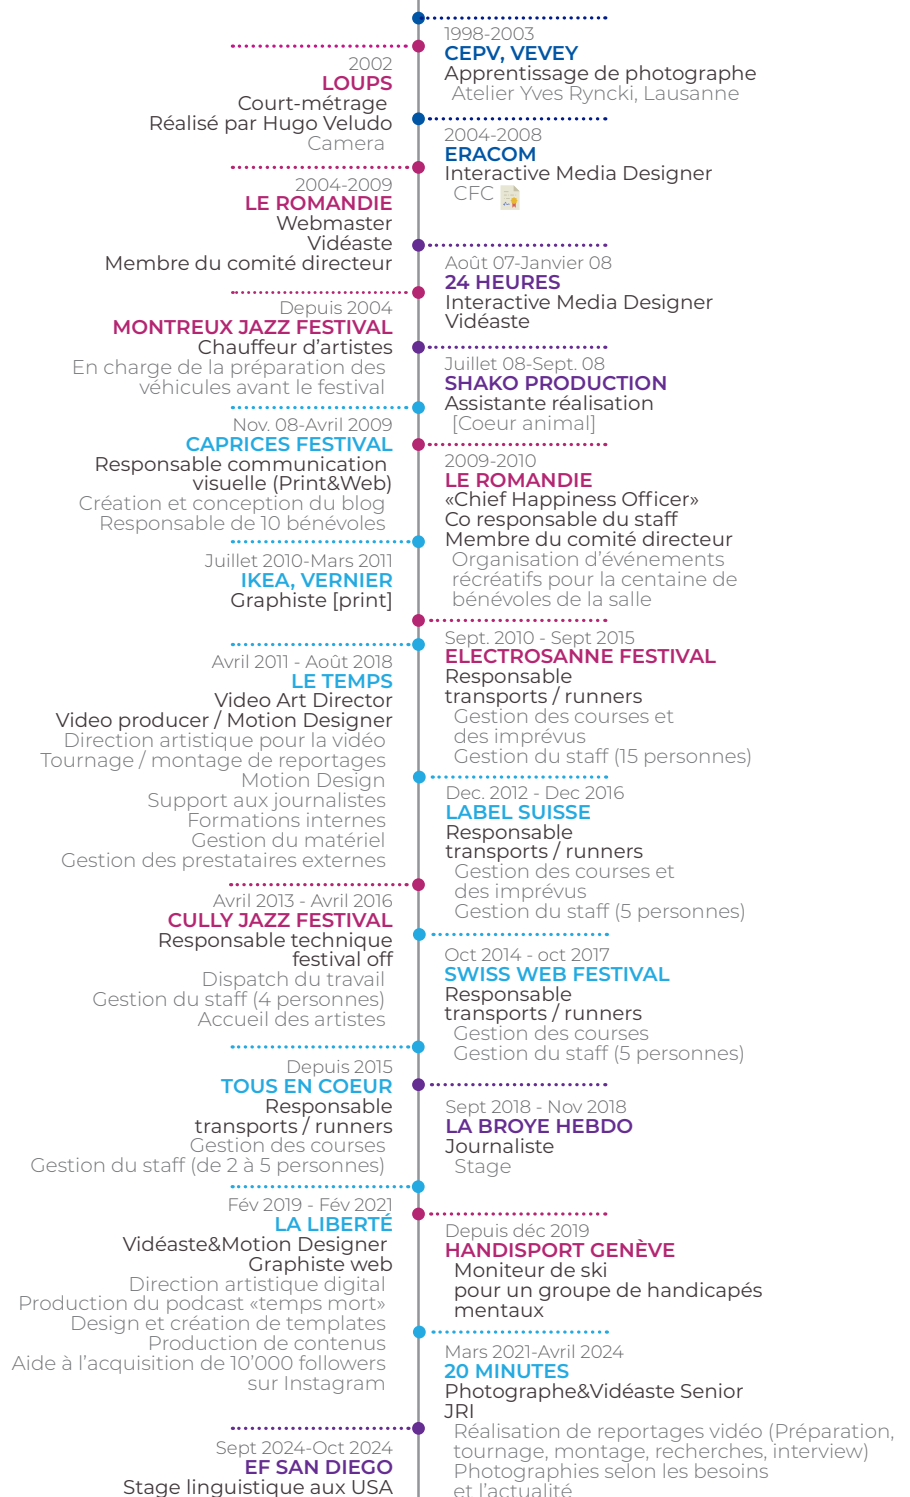 1998-2003
CEPV, VEVEY
Apprentissage de photographe
Atelier Yves Ryncki, Lausanne
2002
LOUPS
Court-métrage
Réalisé par Hugo Veludo
Camera
2004-2008
ERACOM
Interactive Media Designer
CFC
2004-2009
LE ROMANDIE
Webmaster
Vidéaste
Membre du comité directeur
Août 07-Janvier 08
24 HEURES
Interactive Media Designer
Vidéaste
Depuis 2004
MONTREUX JAZZ FESTIVAL
Chauffeur d'artistes
En charge de la préparation des
véhicules avant le festival
Juillet 08-Sept. 08
SHAKO PRODUCTION
Assistante réalisation
[Coeur animal]
Nov. 08-Avril 2009
CAPRICES FESTIVAL
Responsable communication
visuelle (Print&Web)
Création et conception du blog
Responsable de 10 bénévoles
2009-2010
LE ROMANDIE
«Chief Happiness Officer»
Co responsable du staff
Membre du comité directeur
Organisation d'événements
récréatifs pour la centaine de
bénévoles de la salle
Juillet 2010-Mars 2011
IKEA, VERNIER
Graphiste [print]
Sept. 2010 - Sept 2015
ELECTROSANNE FESTIVAL
Responsable
transports / runners
Gestion des courses et
des imprévus
Gestion du staff (15 personnes)
Avril 2011 - Août 2018
LE TEMPS
Video Art Director
Video producer / Motion Designer
Direction artistique pour la vidéo
Tournage / montage de reportages
Motion Design
Support aux journalistes
Formations internes
Gestion du matériel
Gestion des prestataires externes
Dec. 2012 - Dec 2016
LABEL SUISSE
Responsable
transports / runners
Gestion des courses et
des imprévus
Gestion du staff (5 personnes)
Avril 2013 - Avril 2016
CULLY JAZZ FESTIVAL
Responsable technique
festival off
Dispatch du travail
Gestion du staff (4 personnes)
Accueil des artistes
Oct 2014 - oct 2017
SWISS WEB FESTIVAL
Responsable
transports / runners
Gestion des courses
Gestion du staff (5 personnes)
Depuis 2015
TOUS EN COEUR
Responsable
transports / runners
Gestion des courses
Gestion du staff (de 2 à 5 personnes)
Sept 2018 - Nov 2018
LA BROYE HEBDO
Journaliste
Stage
Fév 2019 - Fév 2021
LA LIBERTÉ
Vidéaste&Motion Designer
Graphiste web
Direction artistique digital
Production du podcast «temps mort»
Design et création de templates
Production de contenus
Aide à l'acquisition de 10'000 followers
sur Instagram
Depuis déc 2019
HANDISPORT GENÈVE
Moniteur de ski
pour un groupe de handicapés
mentaux
Mars 2021-Avril 2024
20 MINUTES
Photographe&Vidéaste Senior
JRI
Réalisation de reportages vidéo (Préparation,
tournage, montage, recherches, interview)
Photographies selon les besoins
et l'actualité
Sept 2024-Oct 2024
EF SAN DIEGO
Stage linguistique aux USA